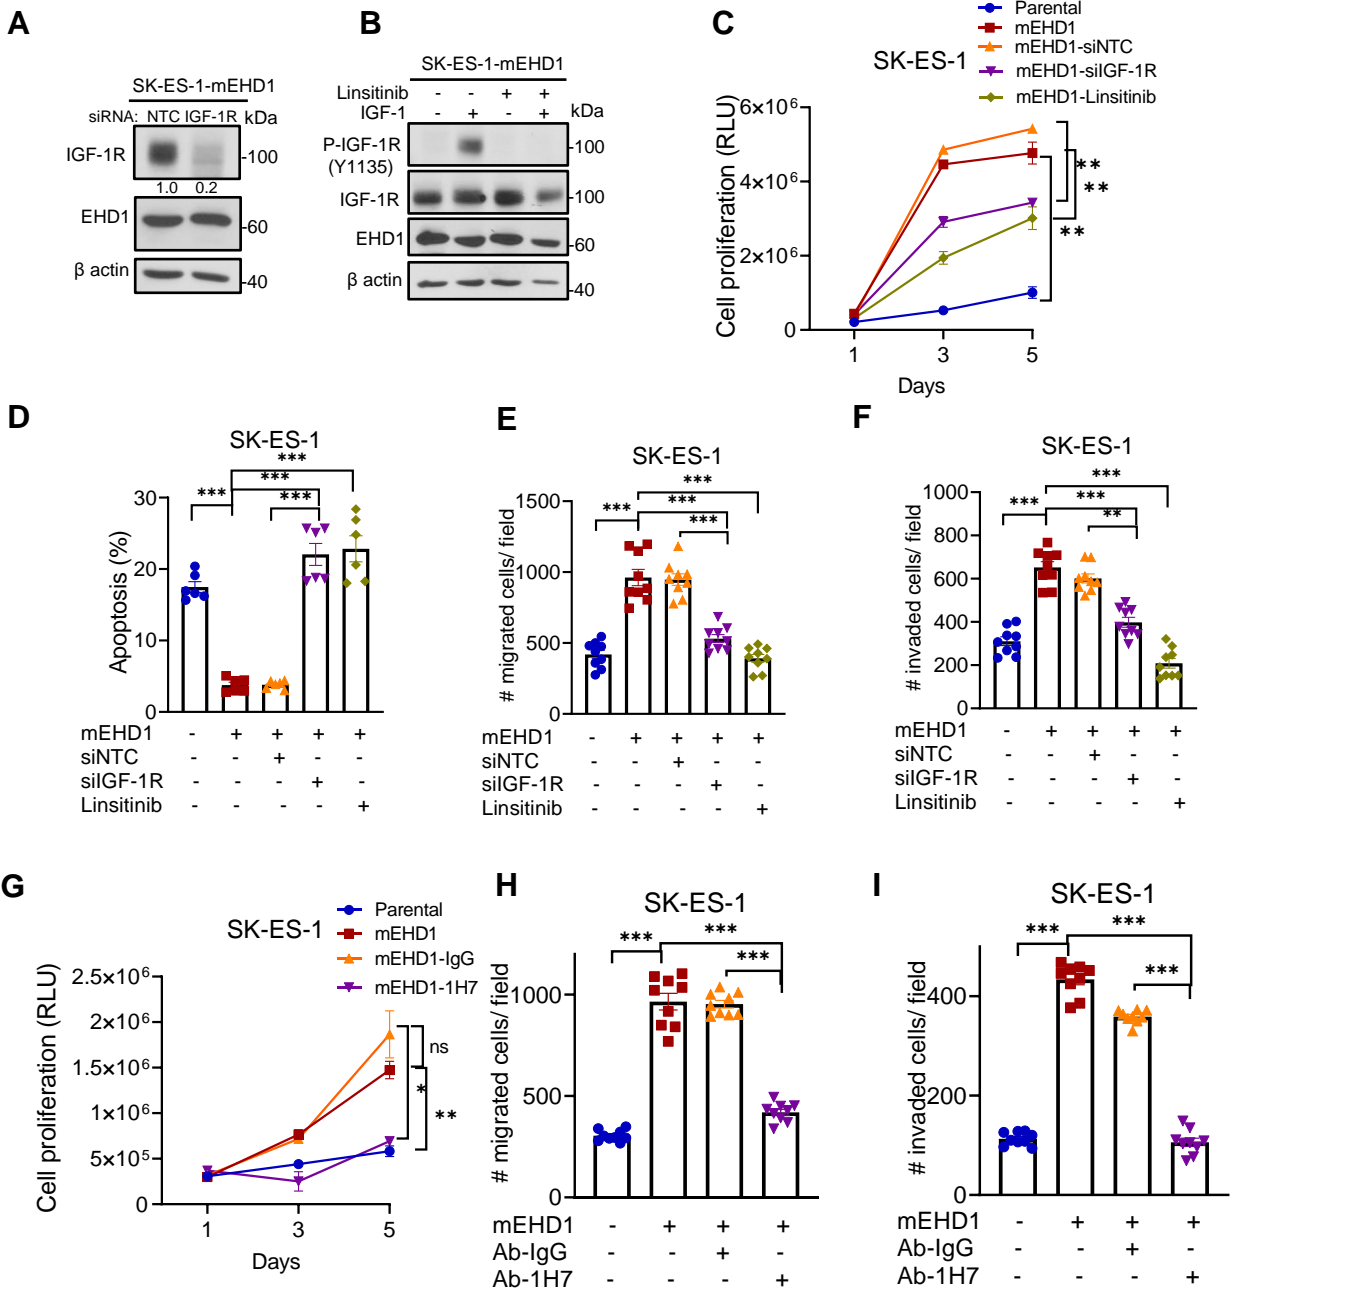 A
SK-ES-1-mEHD1
siRNA: NTC IGF-1R kDa
IGF-1R
-100
1.0 0.2
EHD1
-60
β actin
-40
B
SK-ES-1-mEHD1
Linsitinib - - + +
IGF-1 - + - + kDa
P-IGF-1R
(Y1135)
-100
IGF-1R
-100
EHD1
-60
β actin
-40
C
SK-ES-1
Parental
mEHD1
mEHD1-siNTC
mEHD1-siIGF-1R
mEHD1-Linsitinib
Cell proliferation (RLU)
6×10⁶
4×10⁶
2×10⁶
0
**
**
**
1 3 5
Days
D
SK-ES-1
***
***
*** ***
Apoptosis (%)
30
20
10
0
mEHD1 - + + + +
siNTC - - + - -
siIGF-1R - - - + -
Linsitinib - - - - +
E
SK-ES-1
***
***
*** ***
# migrated cells/ field
1500
1000
500
0
mEHD1 - + + + +
siNTC - - + - -
siIGF-1R - - - + -
Linsitinib - - - - +
F
SK-ES-1
***
***
*** **
# invaded cells/ field
1000
800
600
400
200
0
mEHD1 - + + + +
siNTC - - + - -
siIGF-1R - - - + -
Linsitinib - - - - +
G
SK-ES-1
Parental
mEHD1
mEHD1-IgG
mEHD1-1H7
Cell proliferation (RLU)
2.5×10⁶
2×10⁶
1.5×10⁶
1×10⁶
5×10⁵
0
ns
*
**
1 3 5
Days
H
SK-ES-1
***
***
***
# migrated cells/ field
1000
500
0
mEHD1 - + + +
Ab-IgG - - + -
Ab-1H7 - - - +
I
SK-ES-1
***
***
***
# invaded cells/ field
400
200
0
mEHD1 - + + +
Ab-IgG - - + -
Ab-1H7 - - - +